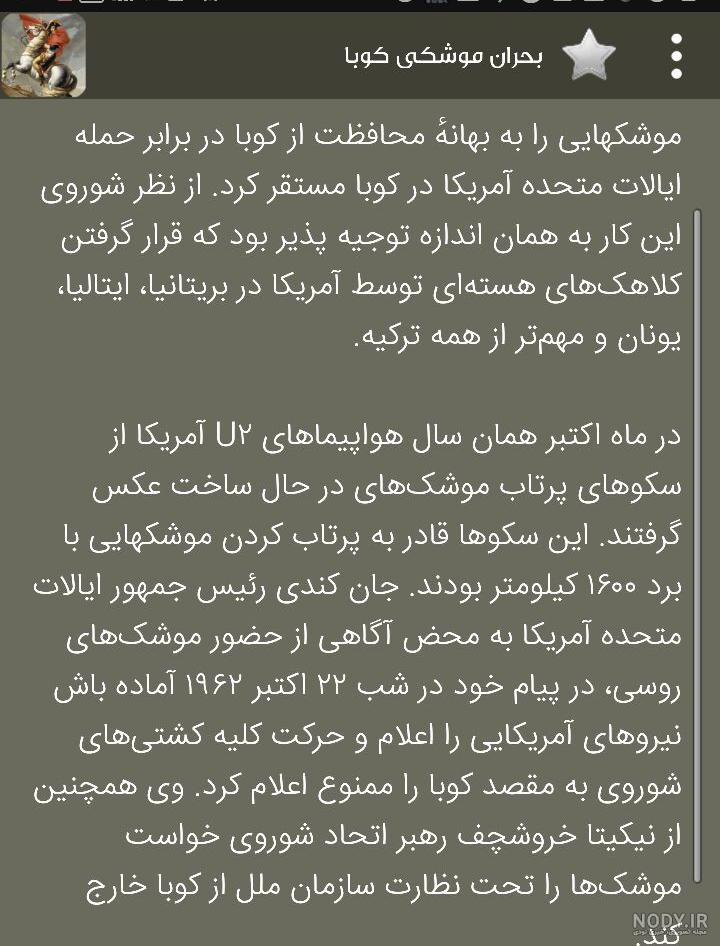 بحران موشکی کوبا
موشکهایی را به بهانهٔ محافظت از کوبا در برابر حمله
ایالات متحده آمریکا در کوبا مستقر کرد. از نظر شوروی
این کار به همان اندازه توجیه پذیر بود که قرار گرفتن
کلاهک‌های هسته‌ای توسط آمریکا در بریتانیا، ایتالیا،
یونان و مهم‌تر از همه ترکیه.
در ماه اکتبر همان سال هواپیماهای U۲ آمریکا از
سکوهای پرتاب موشک‌های در حال ساخت عکس
گرفتند. این سکوها قادر به پرتاب کردن موشکهایی با
برد ۱۶۰۰ کیلومتر بودند. جان کندی رئیس جمهور ایالات
متحده آمریکا به محض آگاهی از حضور موشک‌های
روسی، در پیام خود در شب ۲۲ اکتبر ۱۹۶۲ آماده باش
نیروهای آمریکایی را اعلام و حرکت کلیه کشتی‌های
شوروی به مقصد کوبا را ممنوع اعلام کرد. وی همچنین
از نیکیتا خروشچف رهبر اتحاد شوروی خواست
موشک‌ها را تحت نظارت سازمان ملل از کوبا خارج
کند.
NODY.IR